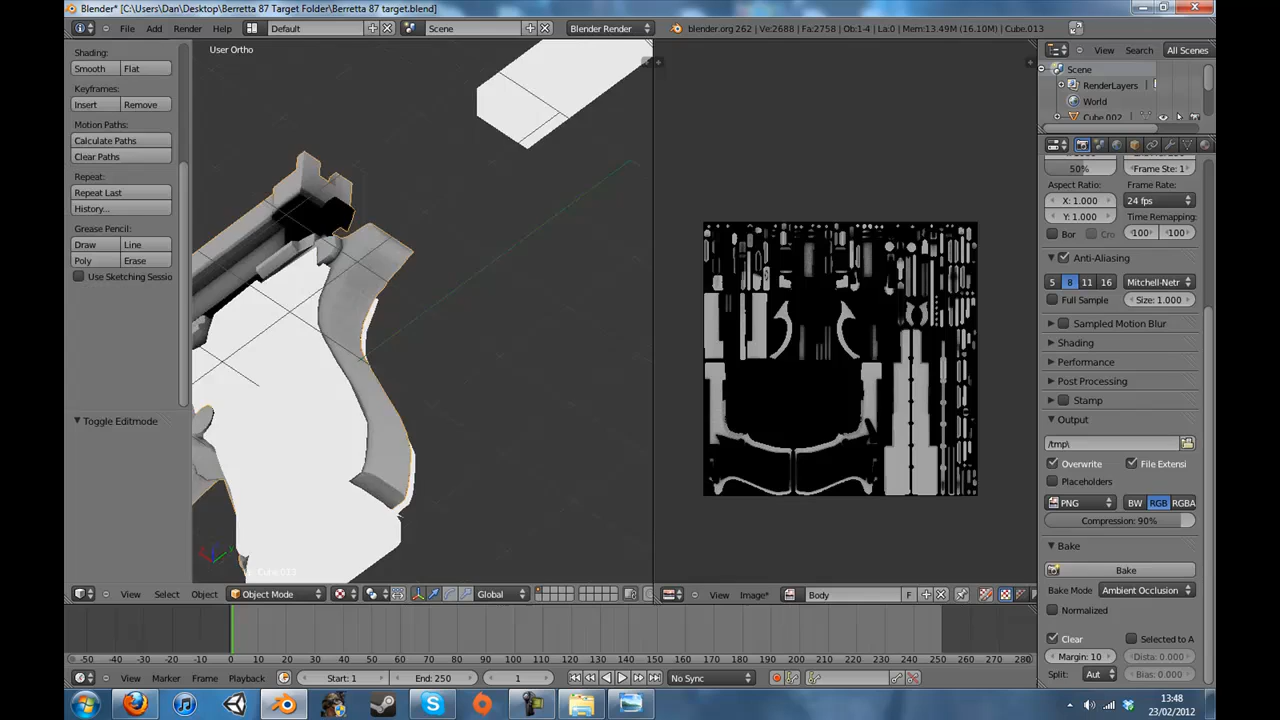 Blender* [C:\Users\Dan\Desktop\Berretta 87 Target Folder\Berretta 87 target.blend]
File Add Render Help Default Scene Blender Render blender.org 262 | Ve:2688 | Fa:2758 | Ob:1-4 | La:0 | Mem:13.49M (16.10M) | Cube.013
Shading:
Smooth Flat
Keyframes:
Insert Remove
Motion Paths:
Calculate Paths
Clear Paths
Repeat:
Repeat Last
History...
Grease Pencil:
Draw Line
Poly Erase
Use Sketching Sessio
Toggle Editmode
User Ortho
View Select Object Object Mode Global
View Image* Body F
View Search All Scenes
Scene
RenderLayers
World
Cube.002
50% Frame Ste: 1
Aspect Ratio: Frame Rate:
X: 1.000 24 fps
Y: 1.000 Time Remapping:
Bor Cro 100 100
Anti-Aliasing
5 8 11 16 Mitchell-Netr
Full Sample Size: 1.000
Sampled Motion Blur
Shading
Performance
Post Processing
Stamp
Output
/tmp\
Overwrite File Extensi
Placeholders
PNG BW RGB RGBA
Compression: 90%
Bake
Bake
Bake Mode Ambient Occlusion
Normalized
Clear Selected to A
Margin: 10 Dista: 0.000
Split: Aut Bias: 0.000
-50 -40 -30 -20 -10 0 10 20 30 40 50 60 70 80 90 100 110 120 130 140 150 160 170 180 190 200 210 220 230 240 250 260 270 280
View Marker Frame Playback Start: 1 End: 250 1 No Sync
13:48
23/02/2012